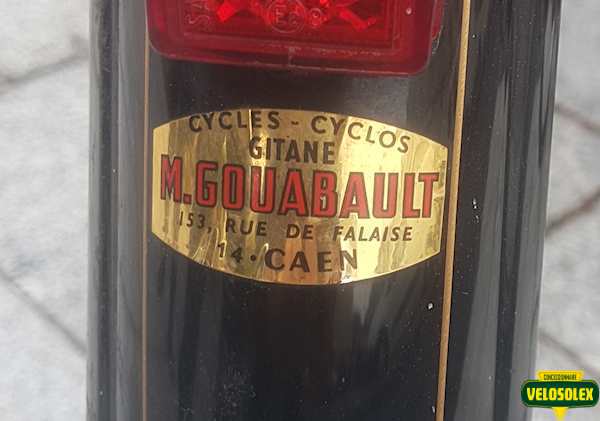 CYCLES - CYCLOS
GITANE
M.GOUABAULT
153, RUE DE FALAISE
14 • CAEN
CONCESSIONNAIRE
VELOSOLEX